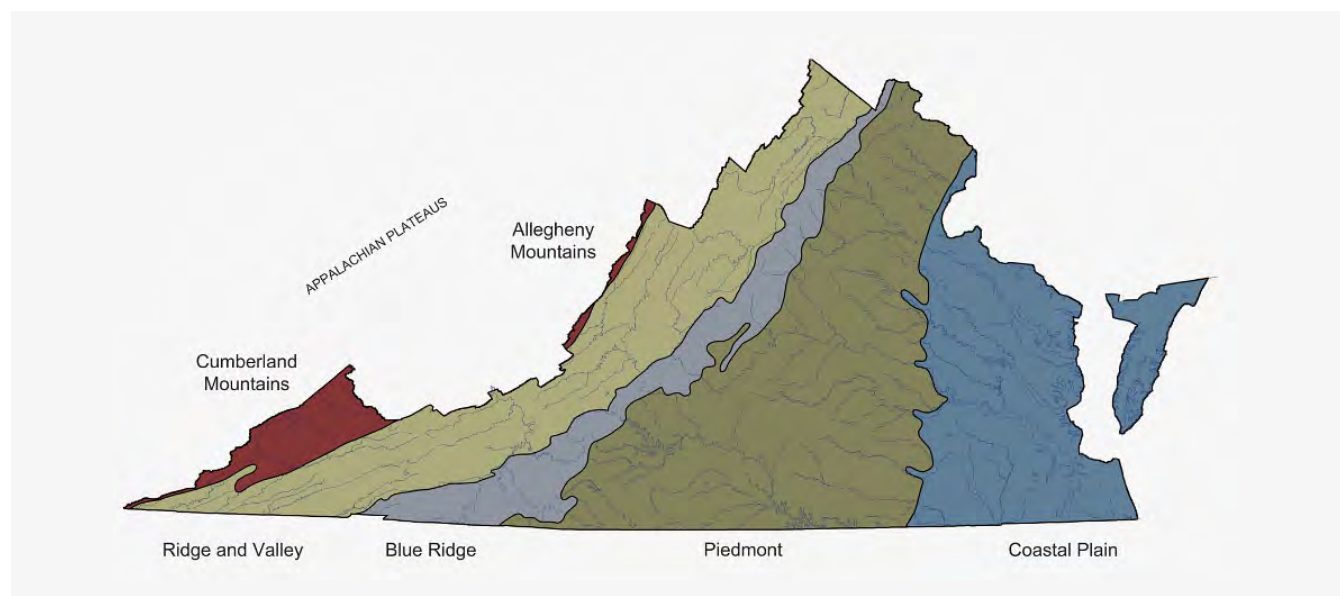 APPALACHIAN PLATEAUS
Allegheny
Mountains
Cumberland
Mountains
Ridge and Valley
Blue Ridge
Piedmont
Coastal Plain